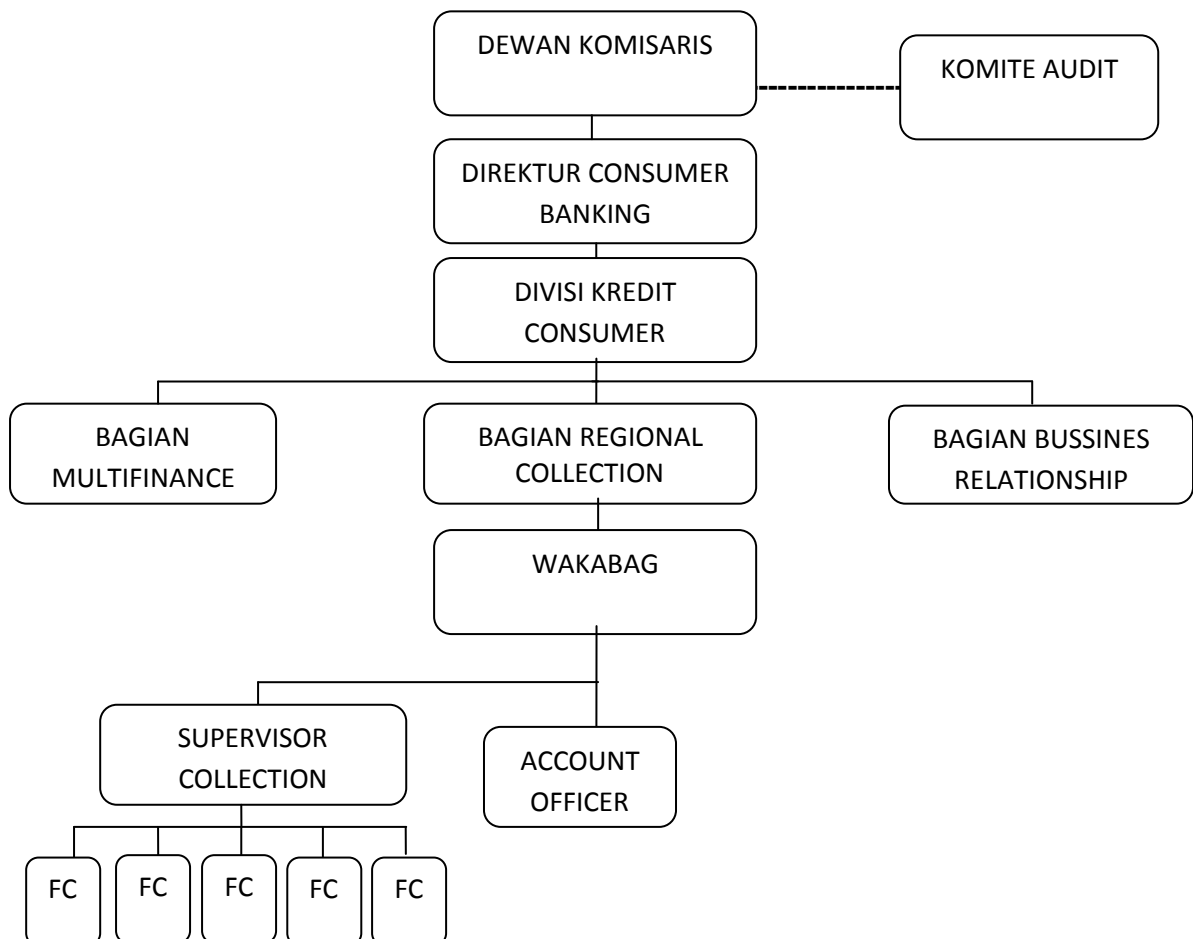 DEWAN KOMISARIS
KOMITE AUDIT
DIREKTUR CONSUMER
BANKING
DIVISI KREDIT
CONSUMER
BAGIAN
MULTIFINANCE
BAGIAN REGIONAL
COLLECTION
BAGIAN BUSSINES
RELATIONSHIP
WAKABAG
SUPERVISOR
COLLECTION
ACCOUNT
OFFICER
FC
FC
FC
FC
FC